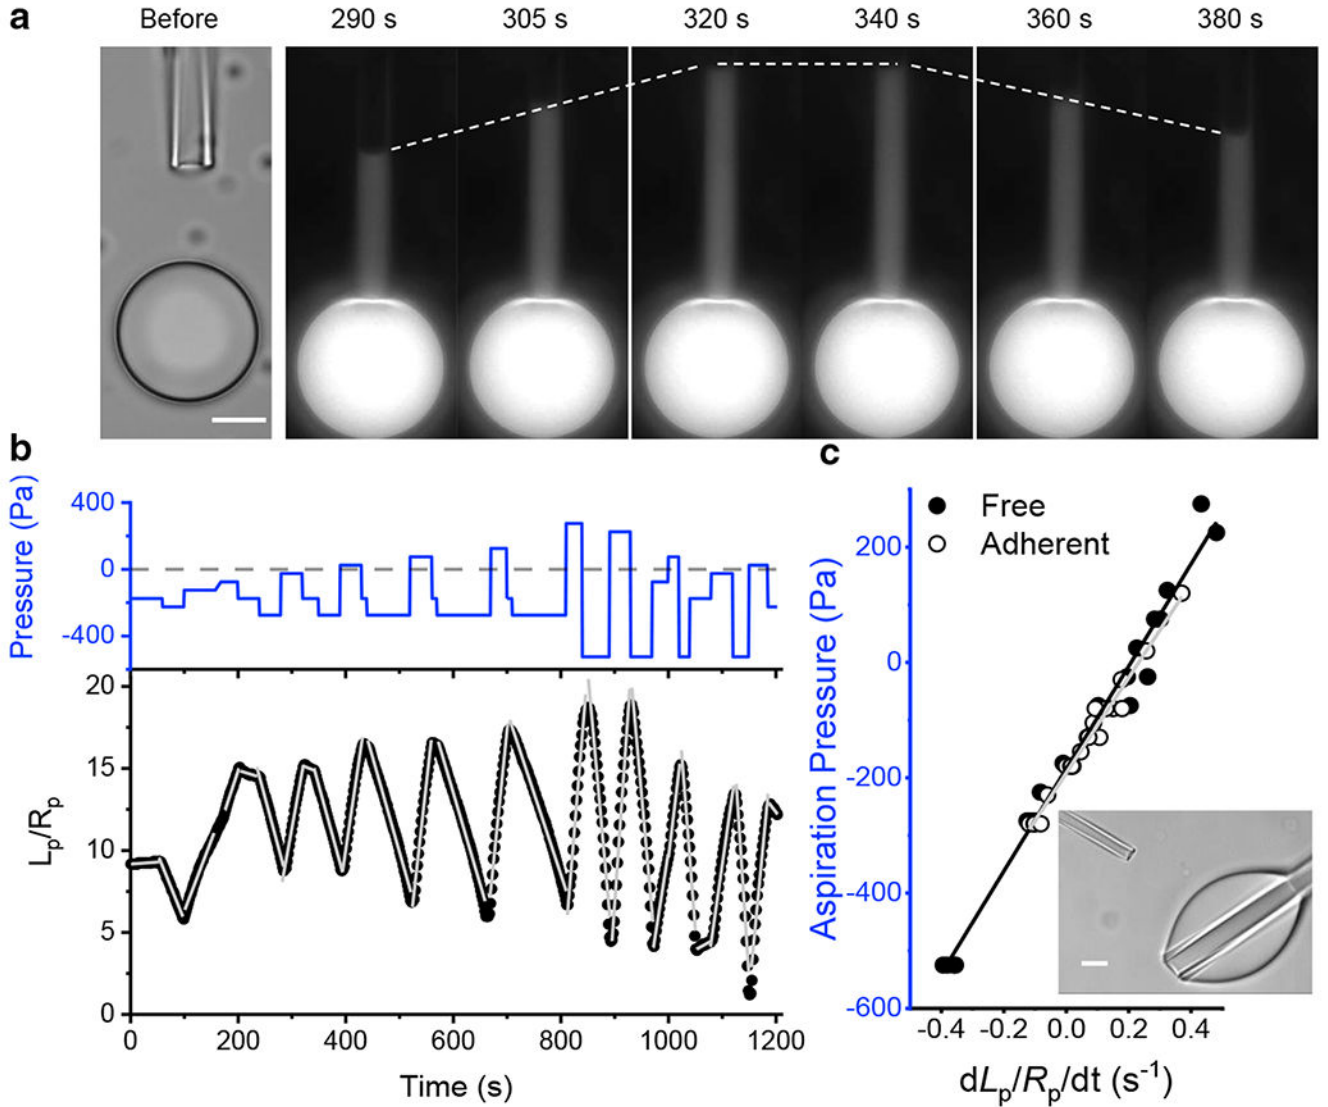 a
Before 290 s 305 s 320 s 340 s 360 s 380 s
b
Pressure (Pa)
400
0
-400
Lp/Rp
20
15
10
5
0
0 200 400 600 800 1000 1200
Time (s)
c
Free
Adherent
Aspiration Pressure (Pa)
200
0
-200
-400
-600
-0.4 -0.2 0.0 0.2 0.4
dLp/Rp/dt (s-1)